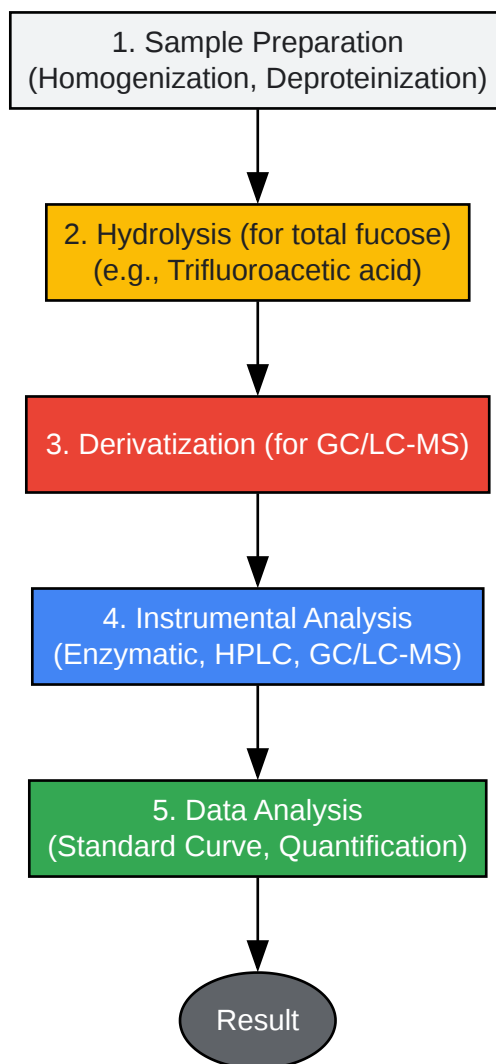 1. Sample Preparation
(Homogenization, Deproteinization)
2. Hydrolysis (for total fucose)
(e.g., Trifluoroacetic acid)
3. Derivatization (for GC/LC-MS)
4. Instrumental Analysis
(Enzymatic, HPLC, GC/LC-MS)
5. Data Analysis
(Standard Curve, Quantification)
Result